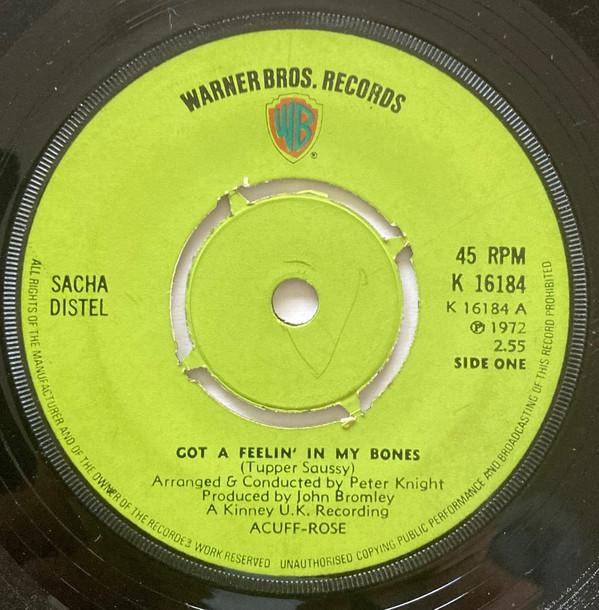 WARNER BROS. RECORDS
WB
®
SACHA
DISTEL
45 RPM
K 16184
K 16184 A
℗ 1972
2.55
SIDE ONE
GOT A FEELIN' IN MY BONES
(Tupper Saussy)
Arranged & Conducted by Peter Knight
Produced by John Bromley
A Kinney U.K. Recording
ACUFF-ROSE
ALL RIGHTS OF THE MANUFACTURER AND OF THE OWNER OF THE RECORDE3 WORK RESERVED UNAUTHORISED COPYING PUBLIC PERFORMANCE AND BROADCASTING OF THIS RECORD PROHIBITED